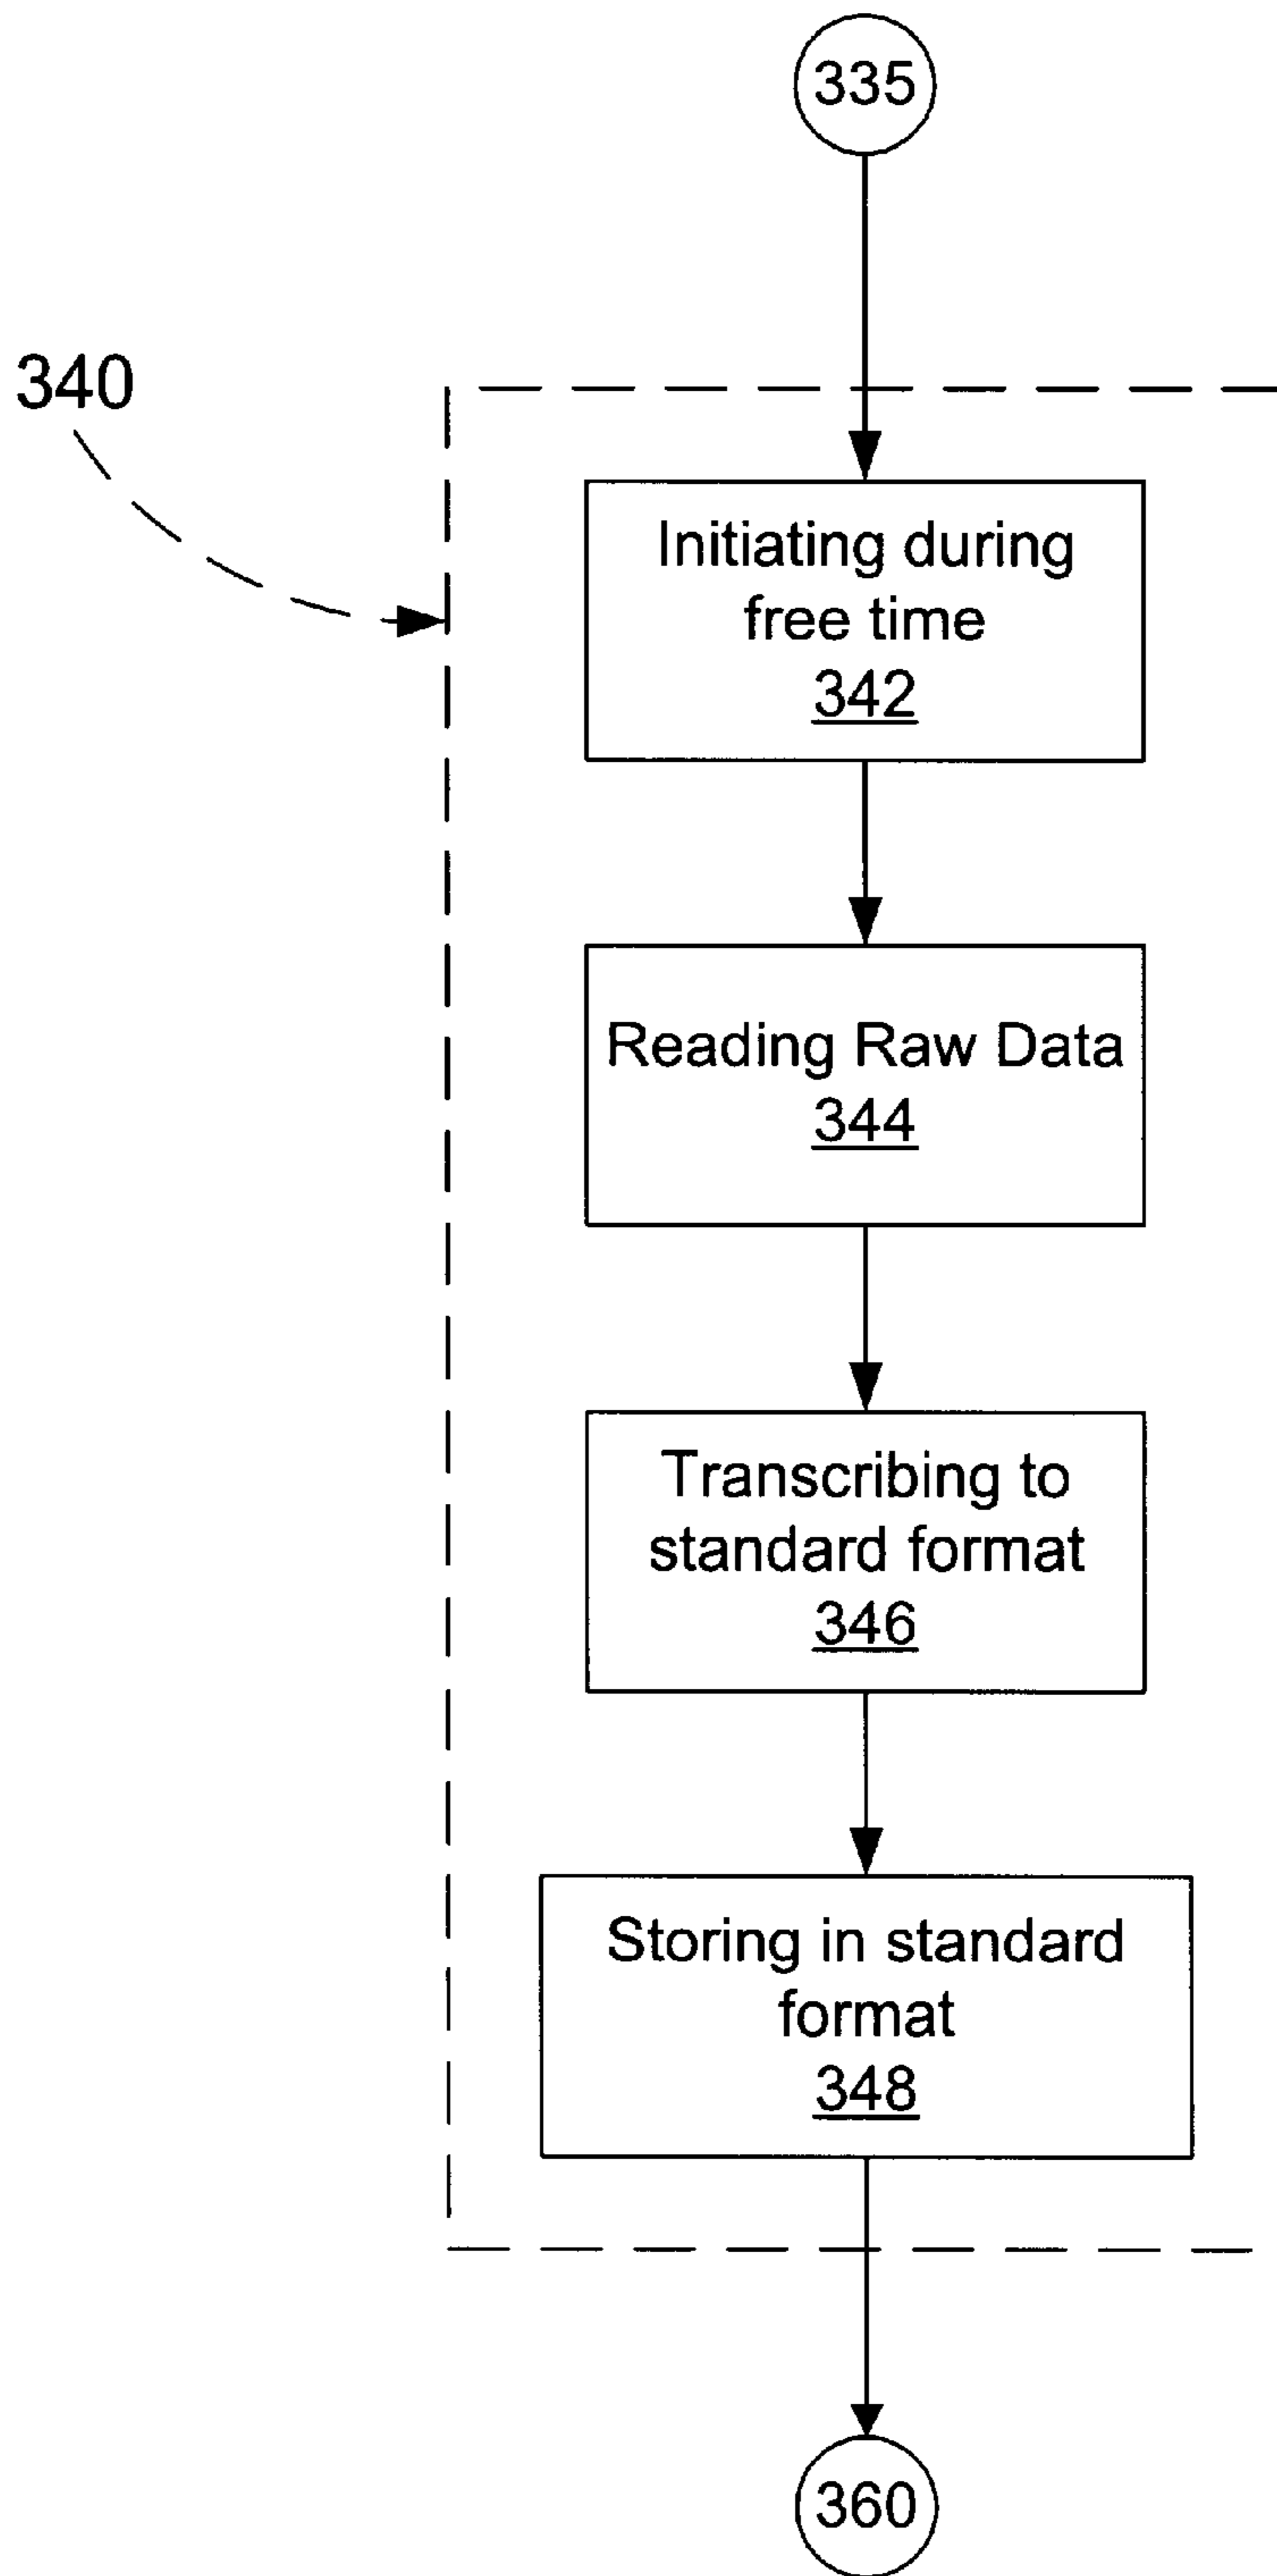 335
340
Initiating during
free time
342
Reading Raw Data
344
Transcribing to
standard format
346
Storing in standard
format
348
360